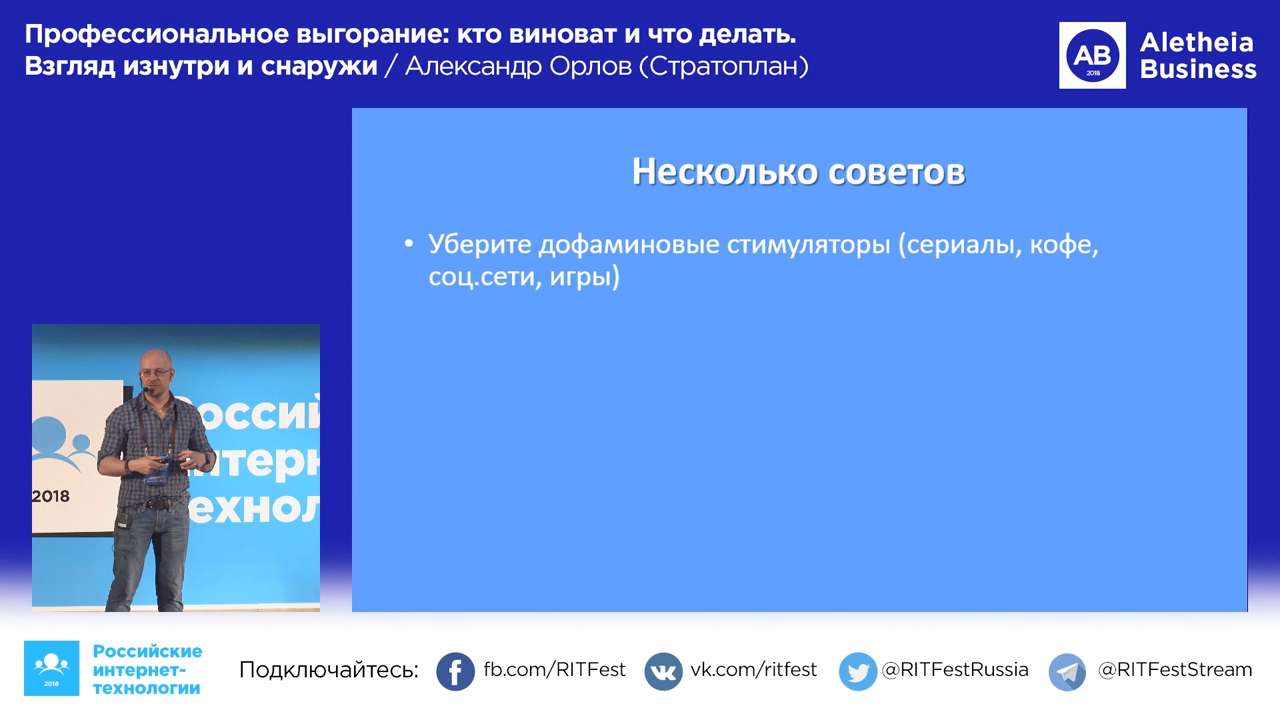 Профессиональное выгорание: кто виноват и что делать.
Взгляд изнутри и снаружи / Александр Орлов (Стратоплан)
AB
2018
Aletheia
Business
Несколько советов
• Уберите дофаминовые стимуляторы (сериалы, кофе,
соц.сети, игры)
2018
2018
Российские
интернет-
технологии
Подключайтесь:
fb.com/RITFest
vk.com/ritfest
@RITFestRussia
@RITFestStream